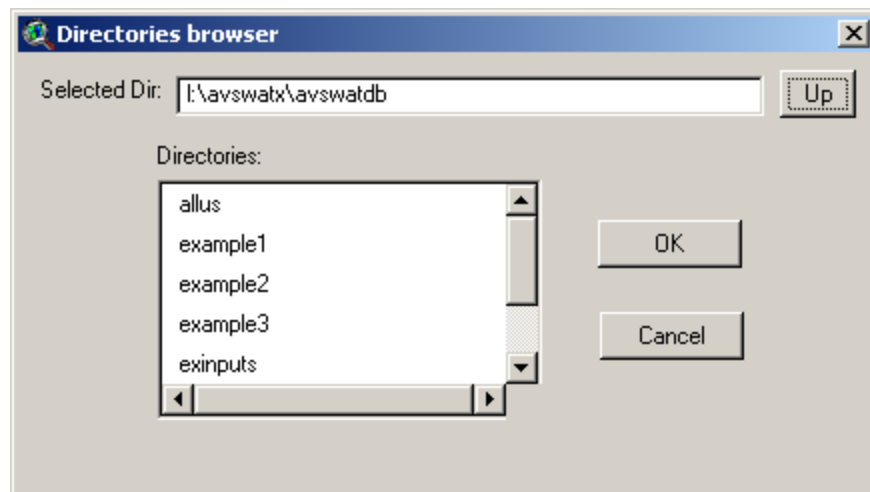 Directories browser
Selected Dir: I:\avswatx\avswatdb
Up
Directories:
allus
example1
example2
example3
exinputs
OK
Cancel